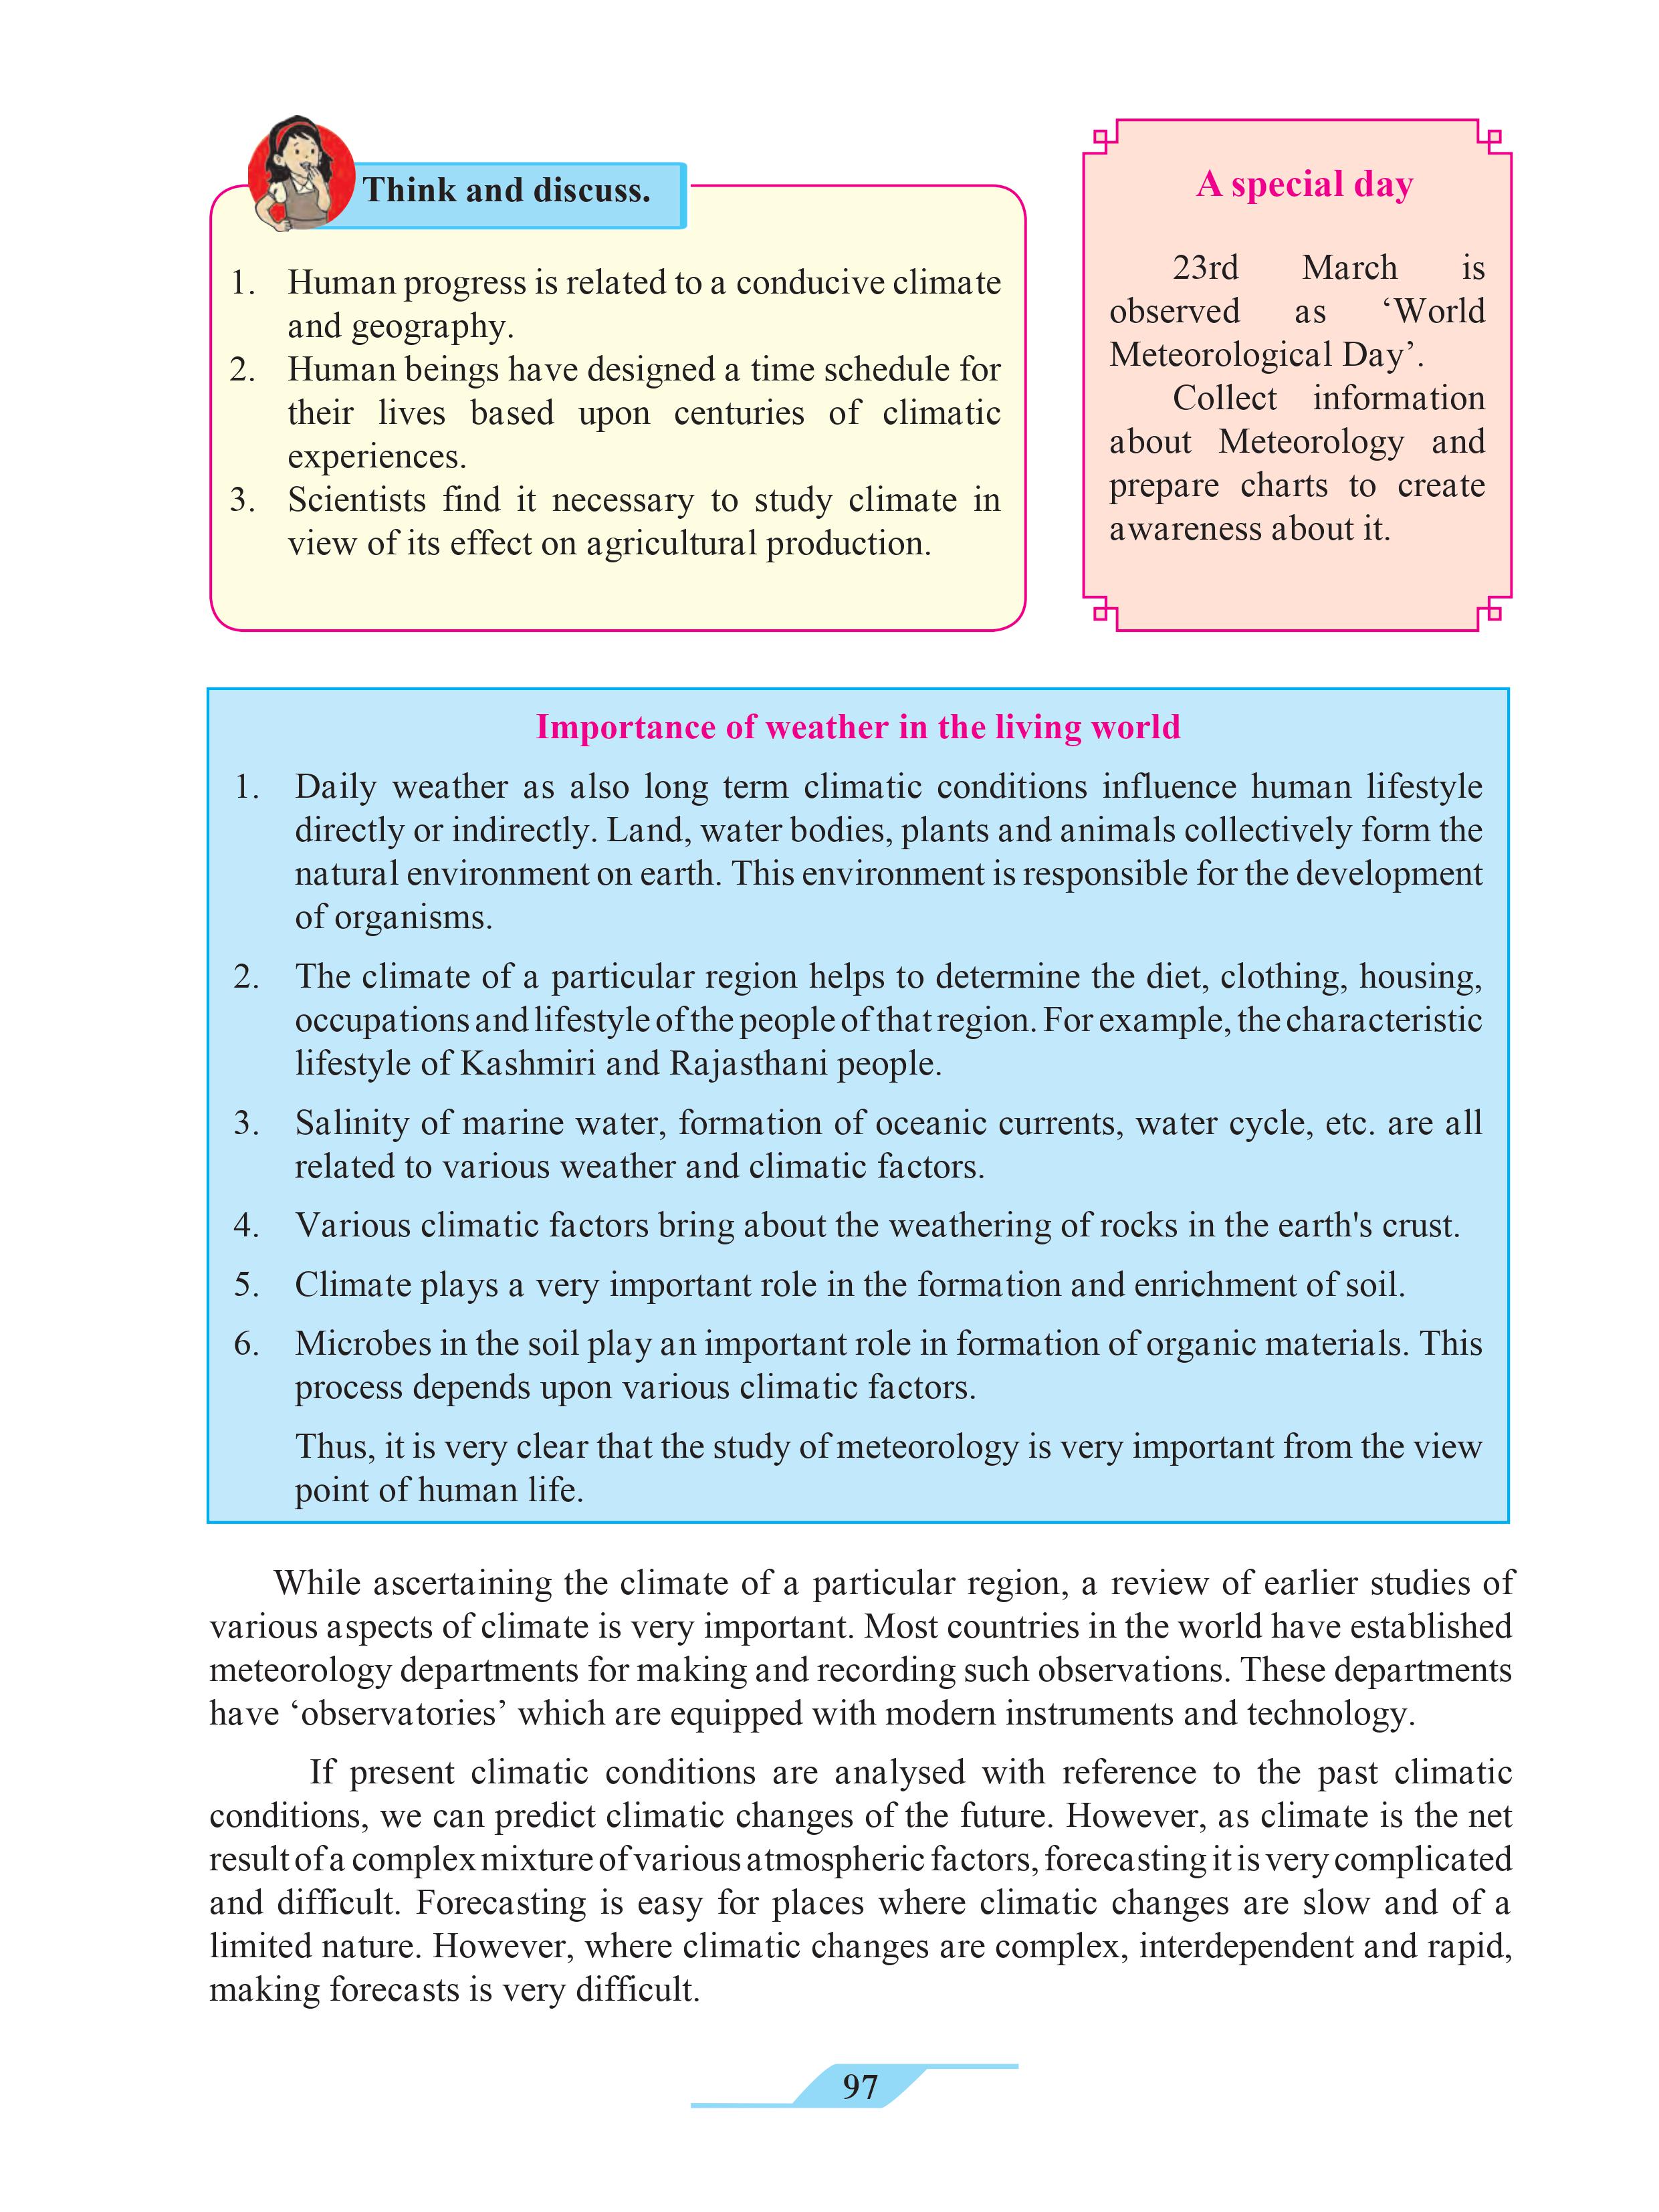 Think and discuss.
1. Human progress is related to a conducive climate
and geography.
2. Human beings have designed a time schedule for
their lives based upon centuries of climatic
experiences.
3. Scientists find it necessary to study climate in
view of its effect on agricultural production.
A special day
23rd March is
observed as ‘World
Meteorological Day’.
Collect information
about Meteorology and
prepare charts to create
awareness about it.
Importance of weather in the living world
1. Daily weather as also long term climatic conditions influence human lifestyle
directly or indirectly. Land, water bodies, plants and animals collectively form the
natural environment on earth. This environment is responsible for the development
of organisms.
2. The climate of a particular region helps to determine the diet, clothing, housing,
occupations and lifestyle of the people of that region. For example, the characteristic
lifestyle of Kashmiri and Rajasthani people.
3. Salinity of marine water, formation of oceanic currents, water cycle, etc. are all
related to various weather and climatic factors.
4. Various climatic factors bring about the weathering of rocks in the earth's crust.
5. Climate plays a very important role in the formation and enrichment of soil.
6. Microbes in the soil play an important role in formation of organic materials. This
process depends upon various climatic factors.
Thus, it is very clear that the study of meteorology is very important from the view
point of human life.
While ascertaining the climate of a particular region, a review of earlier studies of
various aspects of climate is very important. Most countries in the world have established
meteorology departments for making and recording such observations. These departments
have ‘observatories’ which are equipped with modern instruments and technology.
If present climatic conditions are analysed with reference to the past climatic
conditions, we can predict climatic changes of the future. However, as climate is the net
result of a complex mixture of various atmospheric factors, forecasting it is very complicated
and difficult. Forecasting is easy for places where climatic changes are slow and of a
limited nature. However, where climatic changes are complex, interdependent and rapid,
making forecasts is very difficult.
97